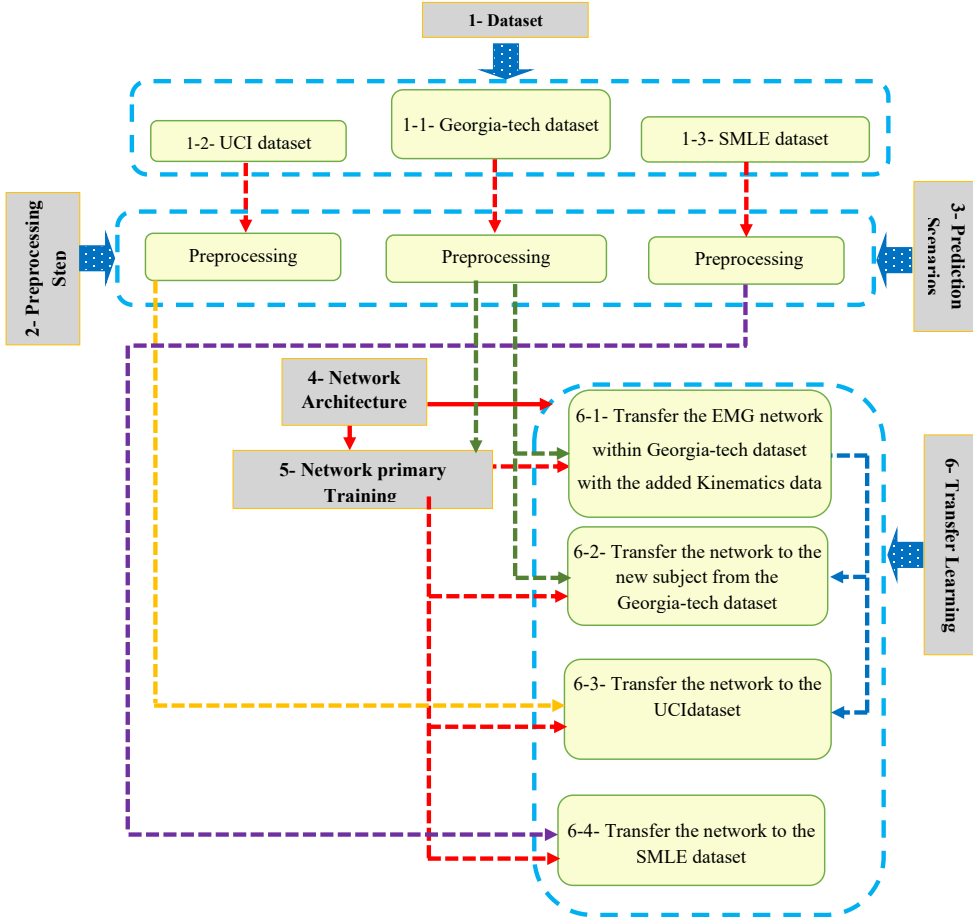 1- Dataset
1-1- Georgia-tech dataset
1-2- UCI dataset
1-3- SMLE dataset
2- Preprocessing
Step
3- Prediction
Scenarios
Preprocessing
Preprocessing
Preprocessing
4- Network
Architecture
5- Network primary
Training
6-1- Transfer the EMG network
within Georgia-tech dataset
with the added Kinematics data
6- Transfer Learning
6-2- Transfer the network to the
new subject from the
Georgia-tech dataset
6-3- Transfer the network to the
UCIdataset
6-4- Transfer the network to the
SMLE dataset